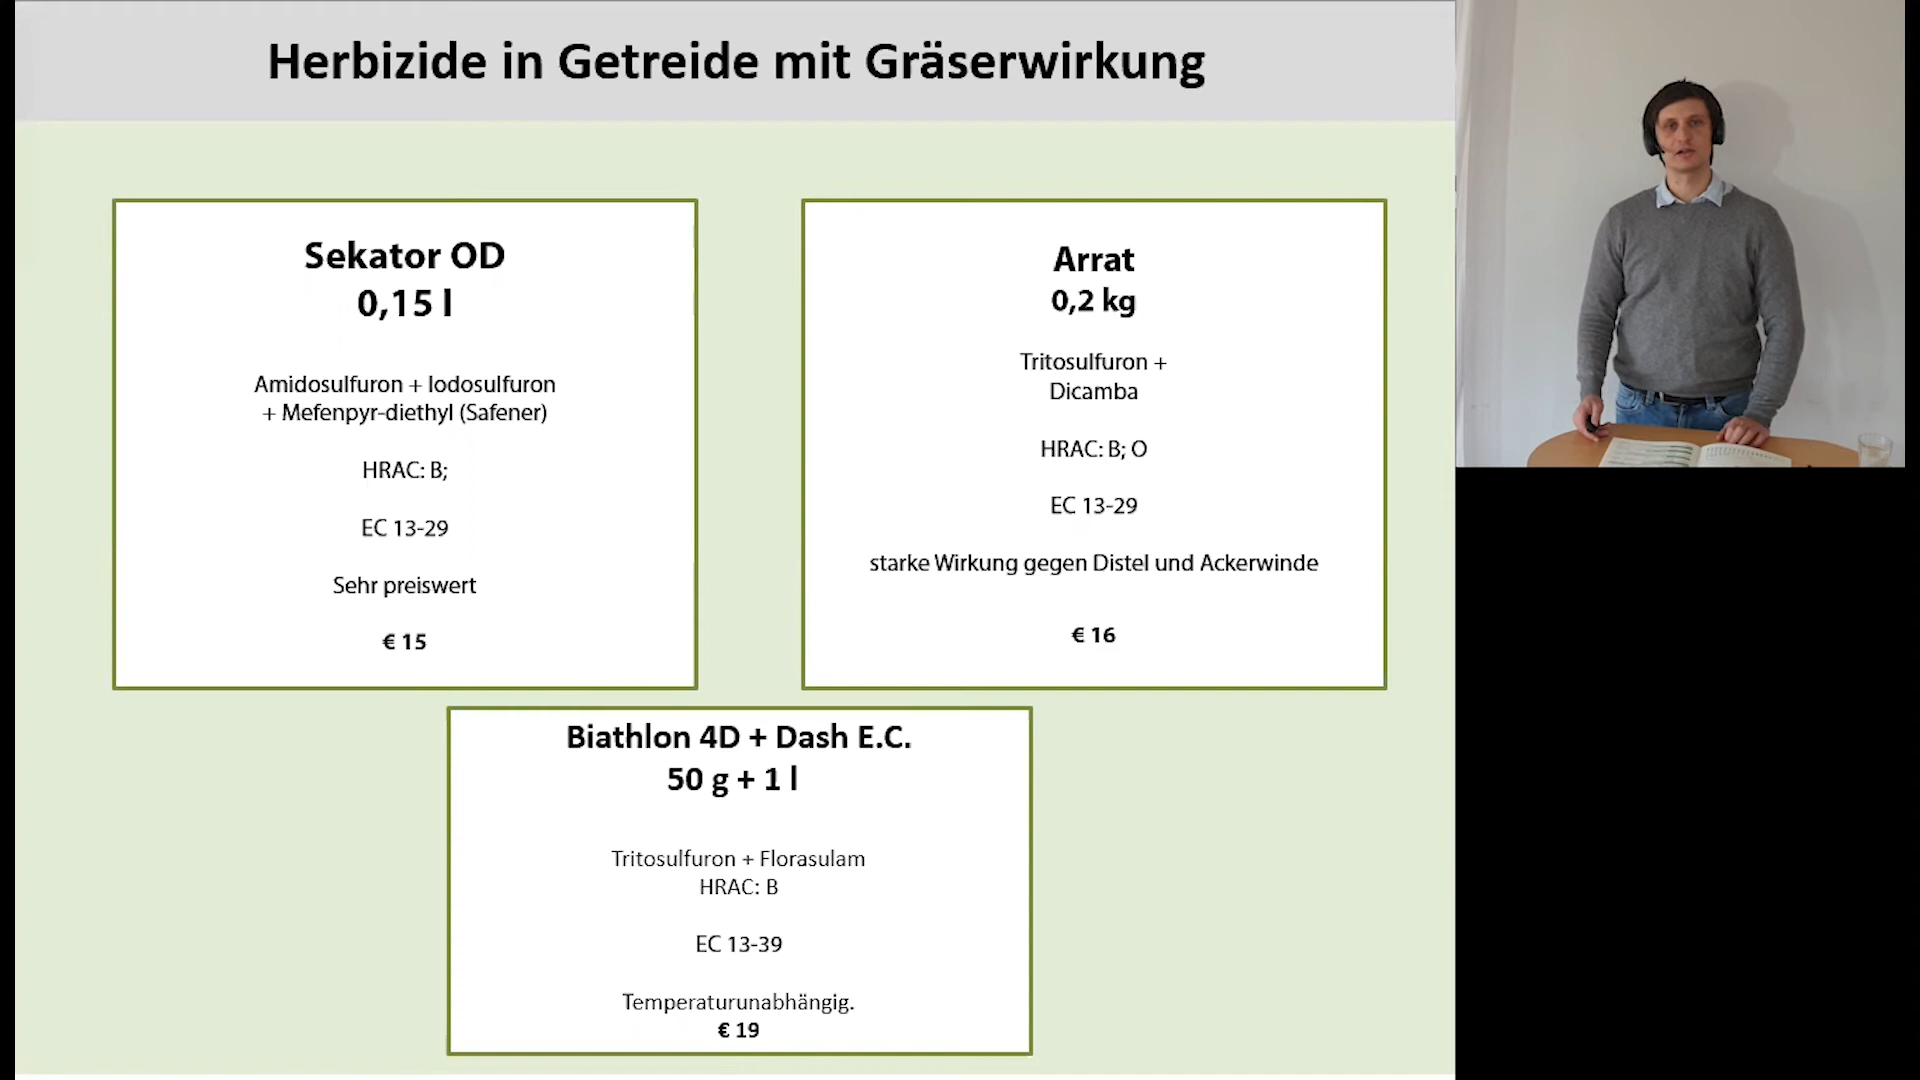 Herbizide in Getreide mit Gräserwirkung
Sekator OD
0,15 l
Amidosulfuron + Iodosulfuron
+ Mefenpyr-diethyl (Safener)
HRAC: B;
EC 13-29
Sehr preiswert
€ 15
Arrat
0,2 kg
Tritosulfuron +
Dicamba
HRAC: B; O
EC 13-29
starke Wirkung gegen Distel und Ackerwinde
€ 16
Biathlon 4D + Dash E.C.
50 g + 1 l
Tritosulfuron + Florasulam
HRAC: B
EC 13-39
Temperaturunabhängig.
€ 19